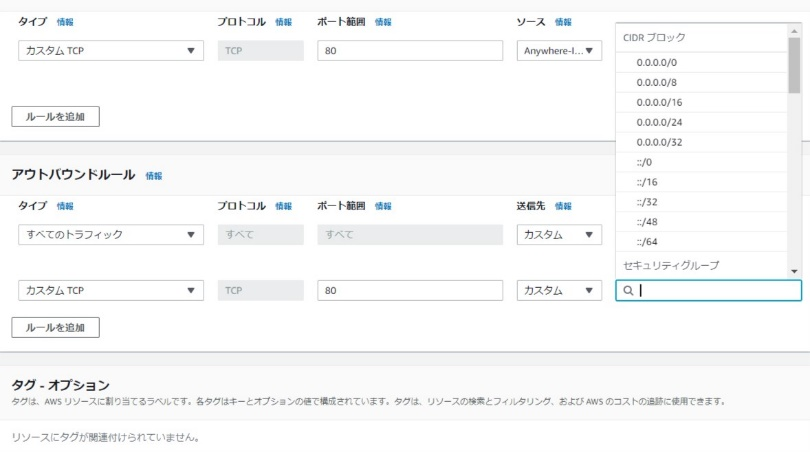 タイプ 情報 プロトコル 情報 ポート範囲 情報 ソース 情報
カスタム TCP TCP 80 Anywhere-I...
CIDR ブロック
0.0.0.0/0
0.0.0.0/8
0.0.0.0/16
0.0.0.0/24
0.0.0.0/32
::/0
::/16
::/32
::/48
::/64
セキュリティグループ
ルールを追加
アウトバウンドルール 情報
タイプ 情報 プロトコル 情報 ポート範囲 情報 送信先 情報
すべてのトラフィック すべて すべて カスタム
カスタム TCP TCP 80 カスタム
ルールを追加
タグ - オプション
タグは、AWS リソースに割り当てるラベルです。各タグはキーとオプションの値で構成されています。タグは、リソースの検索とフィルタリング、および AWS のコストの追跡に使用できます。
リソースにタグが関連付けられていません。